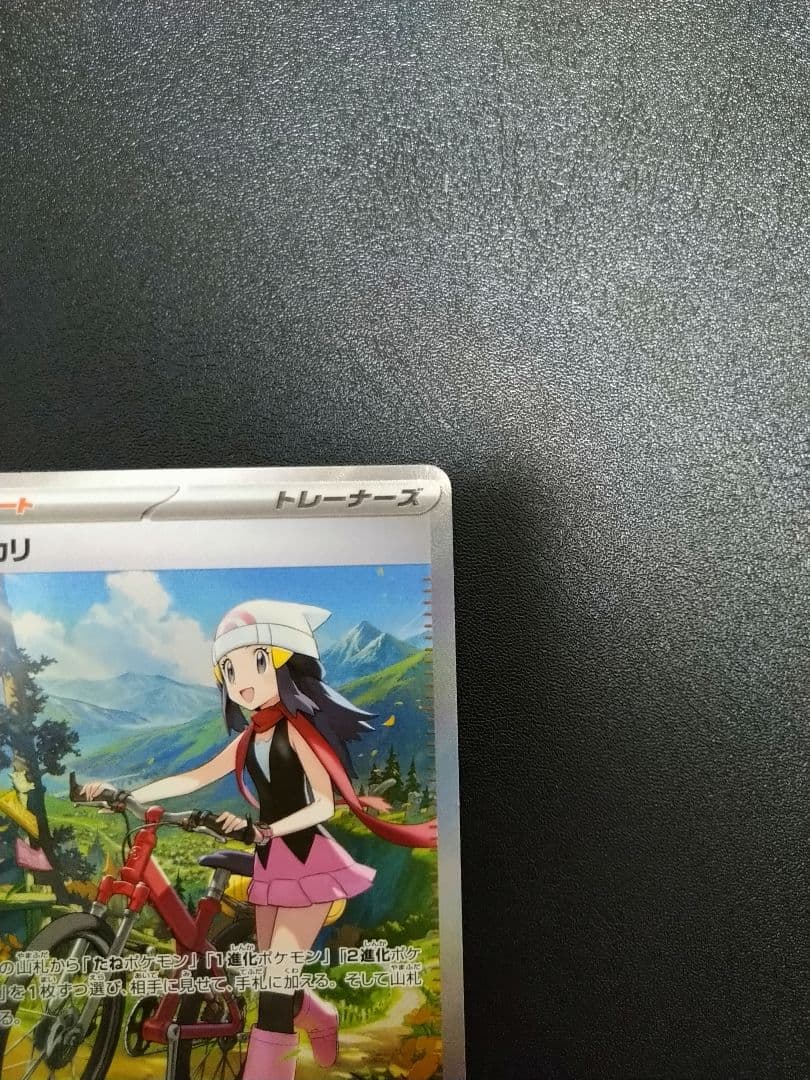 ート
トレーナーズ
カリ
の山札から「たねポケモン」「1進化ポケモン」「2進化ポケ
」を1枚ずつ選び、相手に見せて、手札に加える。そして山札
る。